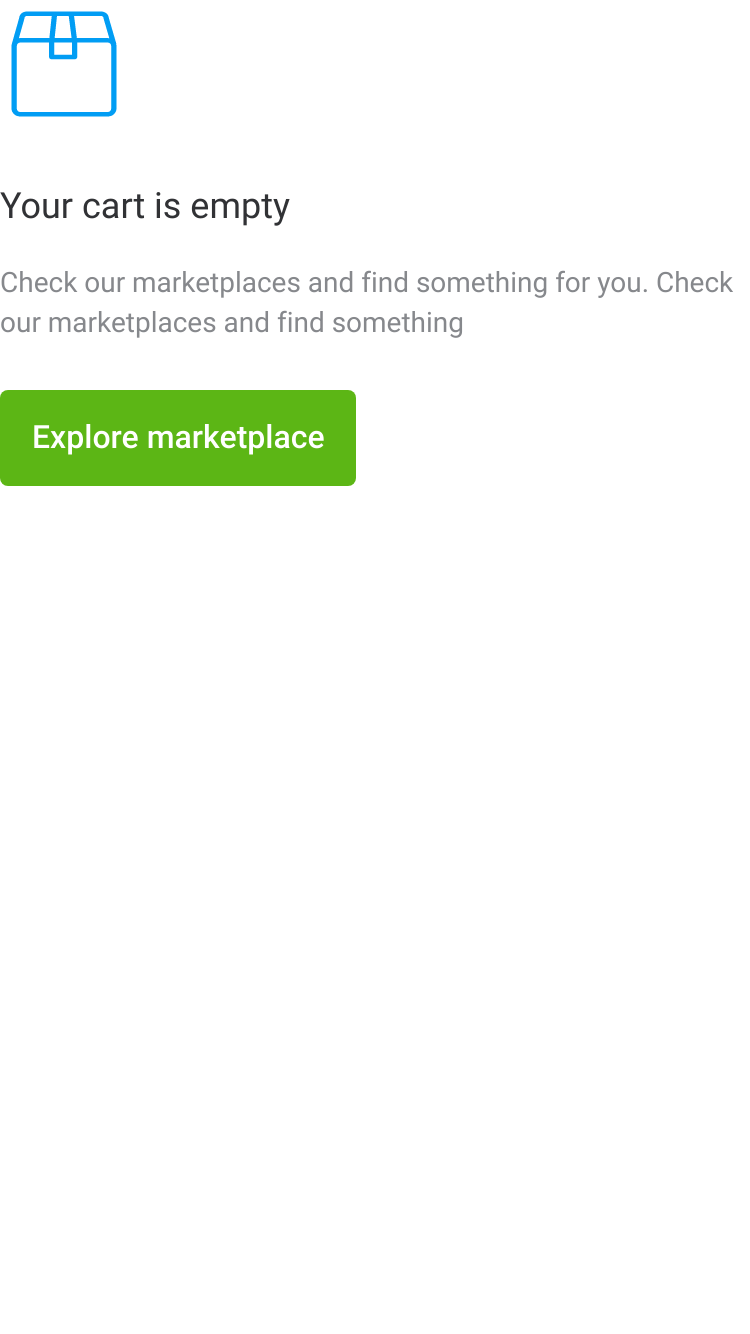 Your cart is empty
Check our marketplaces and find something for you. Check
our marketplaces and find something
Explore marketplace